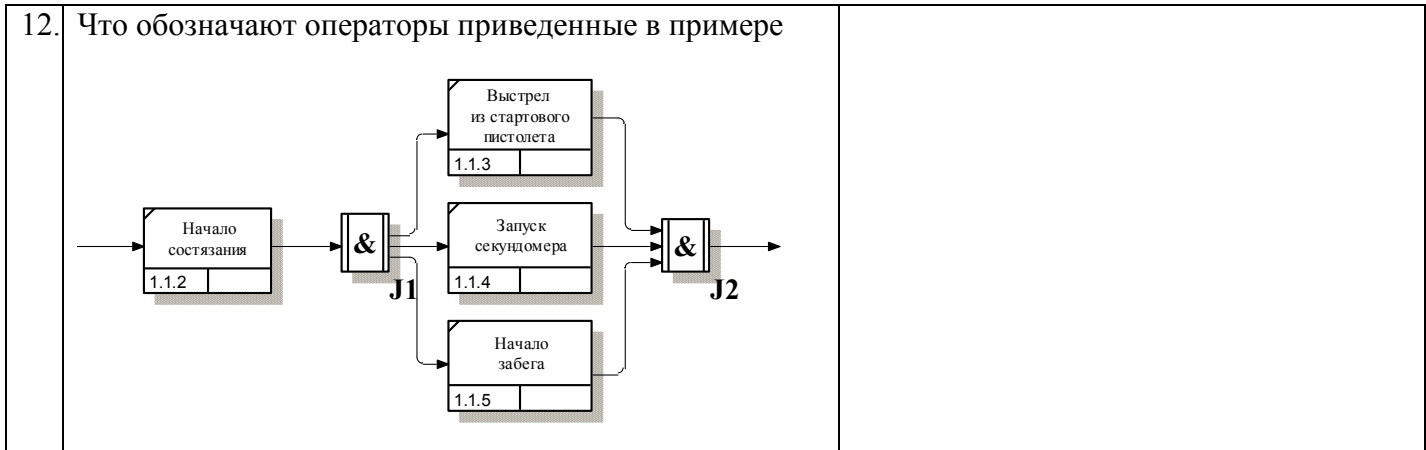 12. Что обозначают операторы приведенные в примере
Выстрел
из стартового
пистолета
1.1.3
Начало
состязания
1.1.2
&
J1
Запуск
секундомера
1.1.4
&
J2
Начало
забега
1.1.5